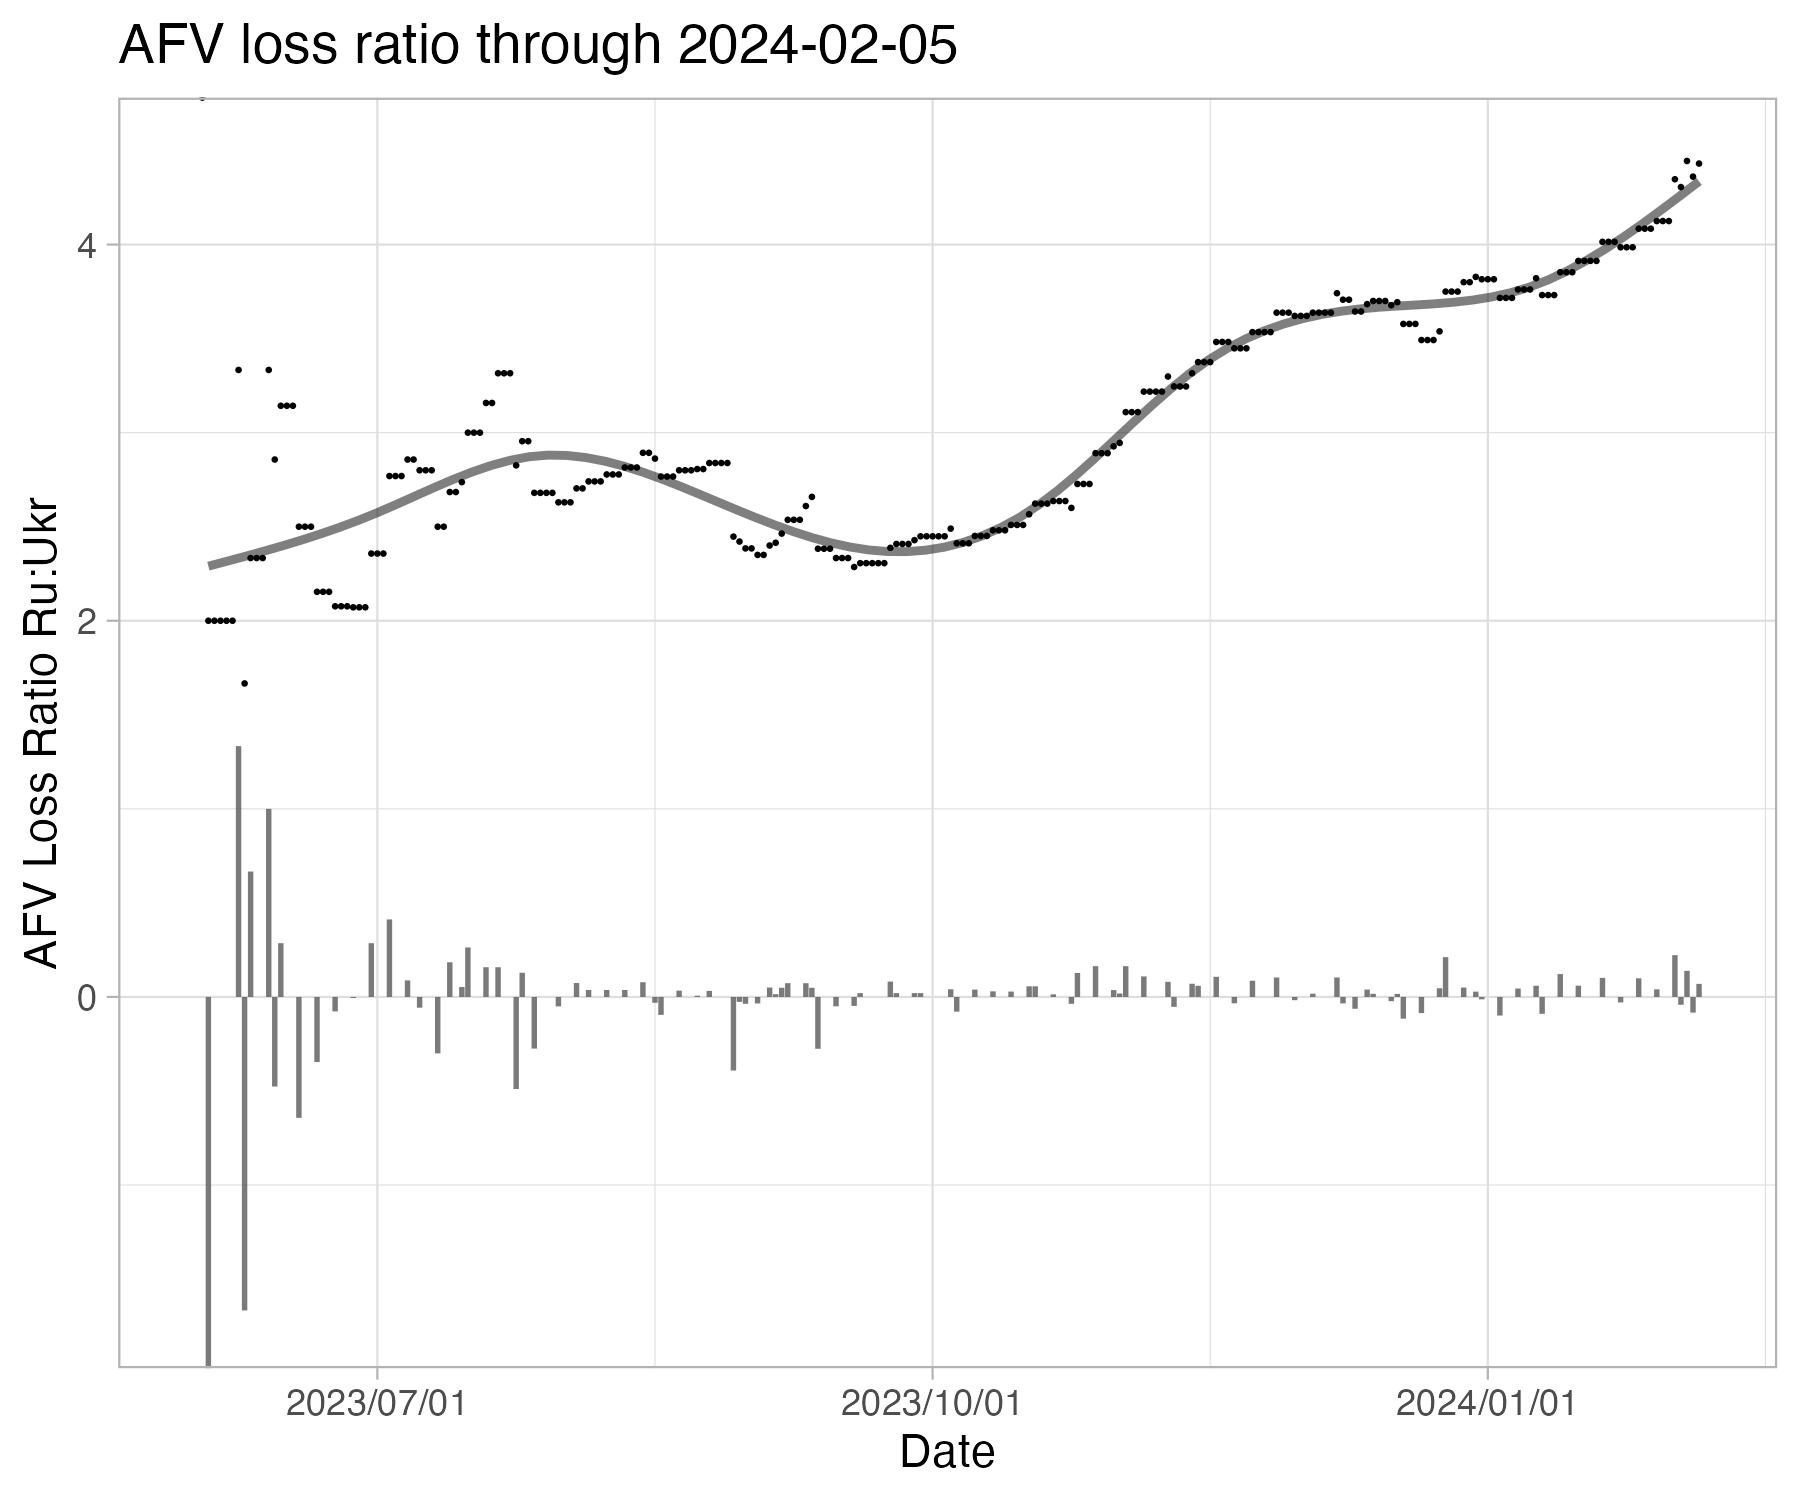 AFV loss ratio through 2024-02-05
AFV Loss Ratio Ru:Ukr
4
2
0
2023/07/01
2023/10/01
2024/01/01
Date